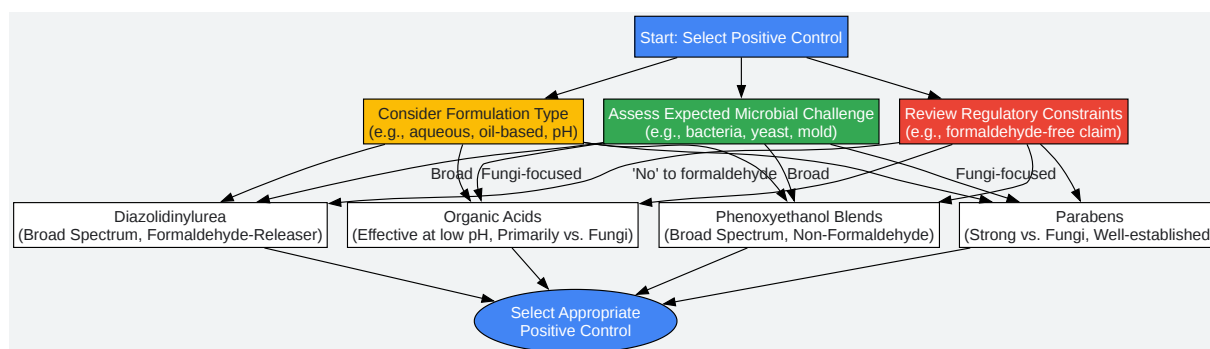 Start: Select Positive Control
Consider Formulation Type
(e.g., aqueous, oil-based, pH)
Assess Expected Microbial Challenge
(e.g., bacteria, yeast, mold)
Review Regulatory Constraints
(e.g., formaldehyde-free claim)
Broad
Fungi-focused
'No' to formaldehyde
Broad
Fungi-focused
Diazolidinylurea
(Broad Spectrum, Formaldehyde-Releaser)
Organic Acids
(Effective at low pH, Primarily vs. Fungi)
Phenoxyethanol Blends
(Broad Spectrum, Non-Formaldehyde)
Parabens
(Strong vs. Fungi, Well-established
Select Appropriate
Positive Control